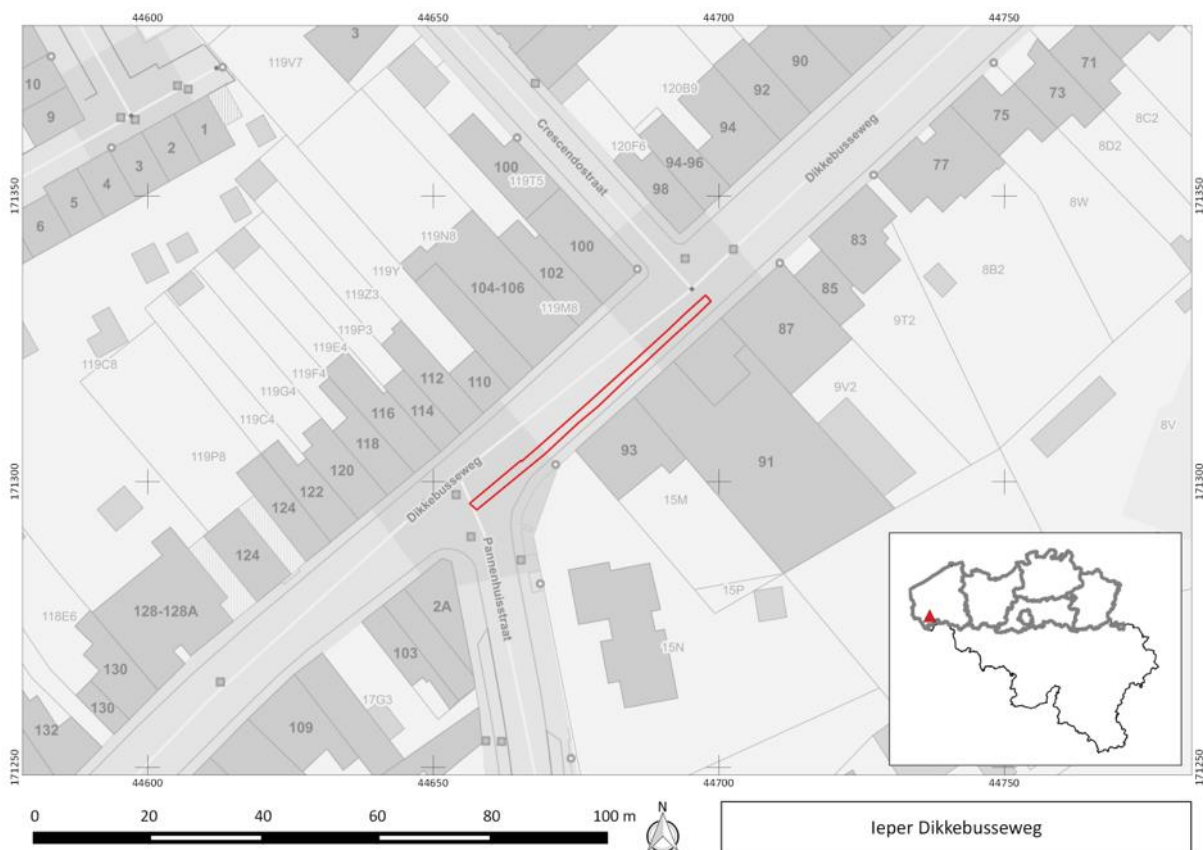 44600
44650
44700
44750
3
119V7
10
9
1
2
3
4
5
6
90
92
120B9
94
120F6
94-96
98
Crescendostraat
Dikkebusseweg
71
73
75
77
8C2
8D2
8W
8B2
171350
171350
100
119T5
100
102
119N8
104-106
119M8
119Y
119Z3
119P3
119E4
119F4
119G4
119C4
119C8
119P8
83
85
87
9T2
9V2
8V
112
110
116
114
118
120
122
124
124
93
91
15M
171300
171300
Dikkebusseweg
Pannenhuisstraat
15P
15N
2A
103
17G3
109
128-128A
118E6
130
130
132
171250
171250
44600
44650
44700
44750
0
20
40
60
80
100 m
N
Ieper Dikkebusseweg